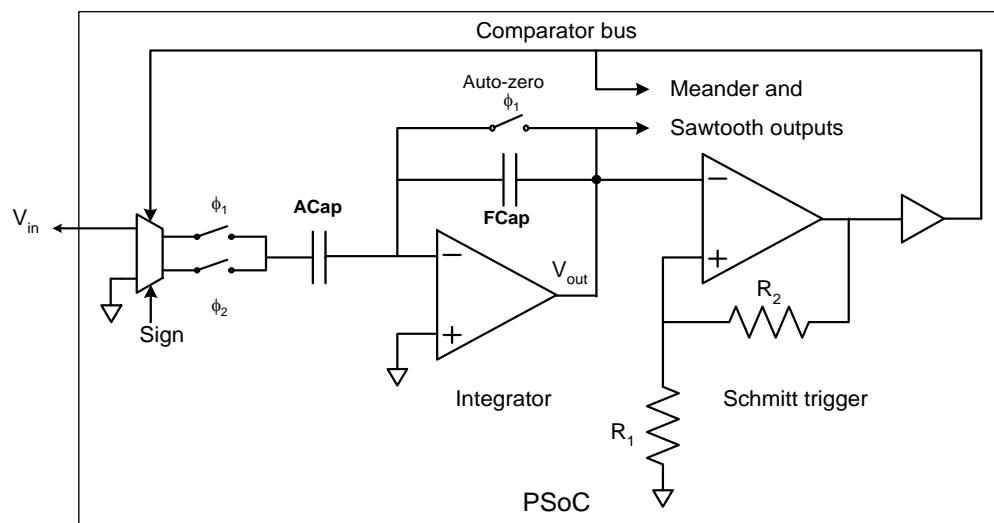 Comparator bus
Auto-zero
ϕ1
Meander and
Sawtooth outputs
Vin
ϕ1
ACap
FCap
−
+
ϕ2
Sign
−
+
Vout
R2
Integrator
Schmitt trigger
R1
PSoC